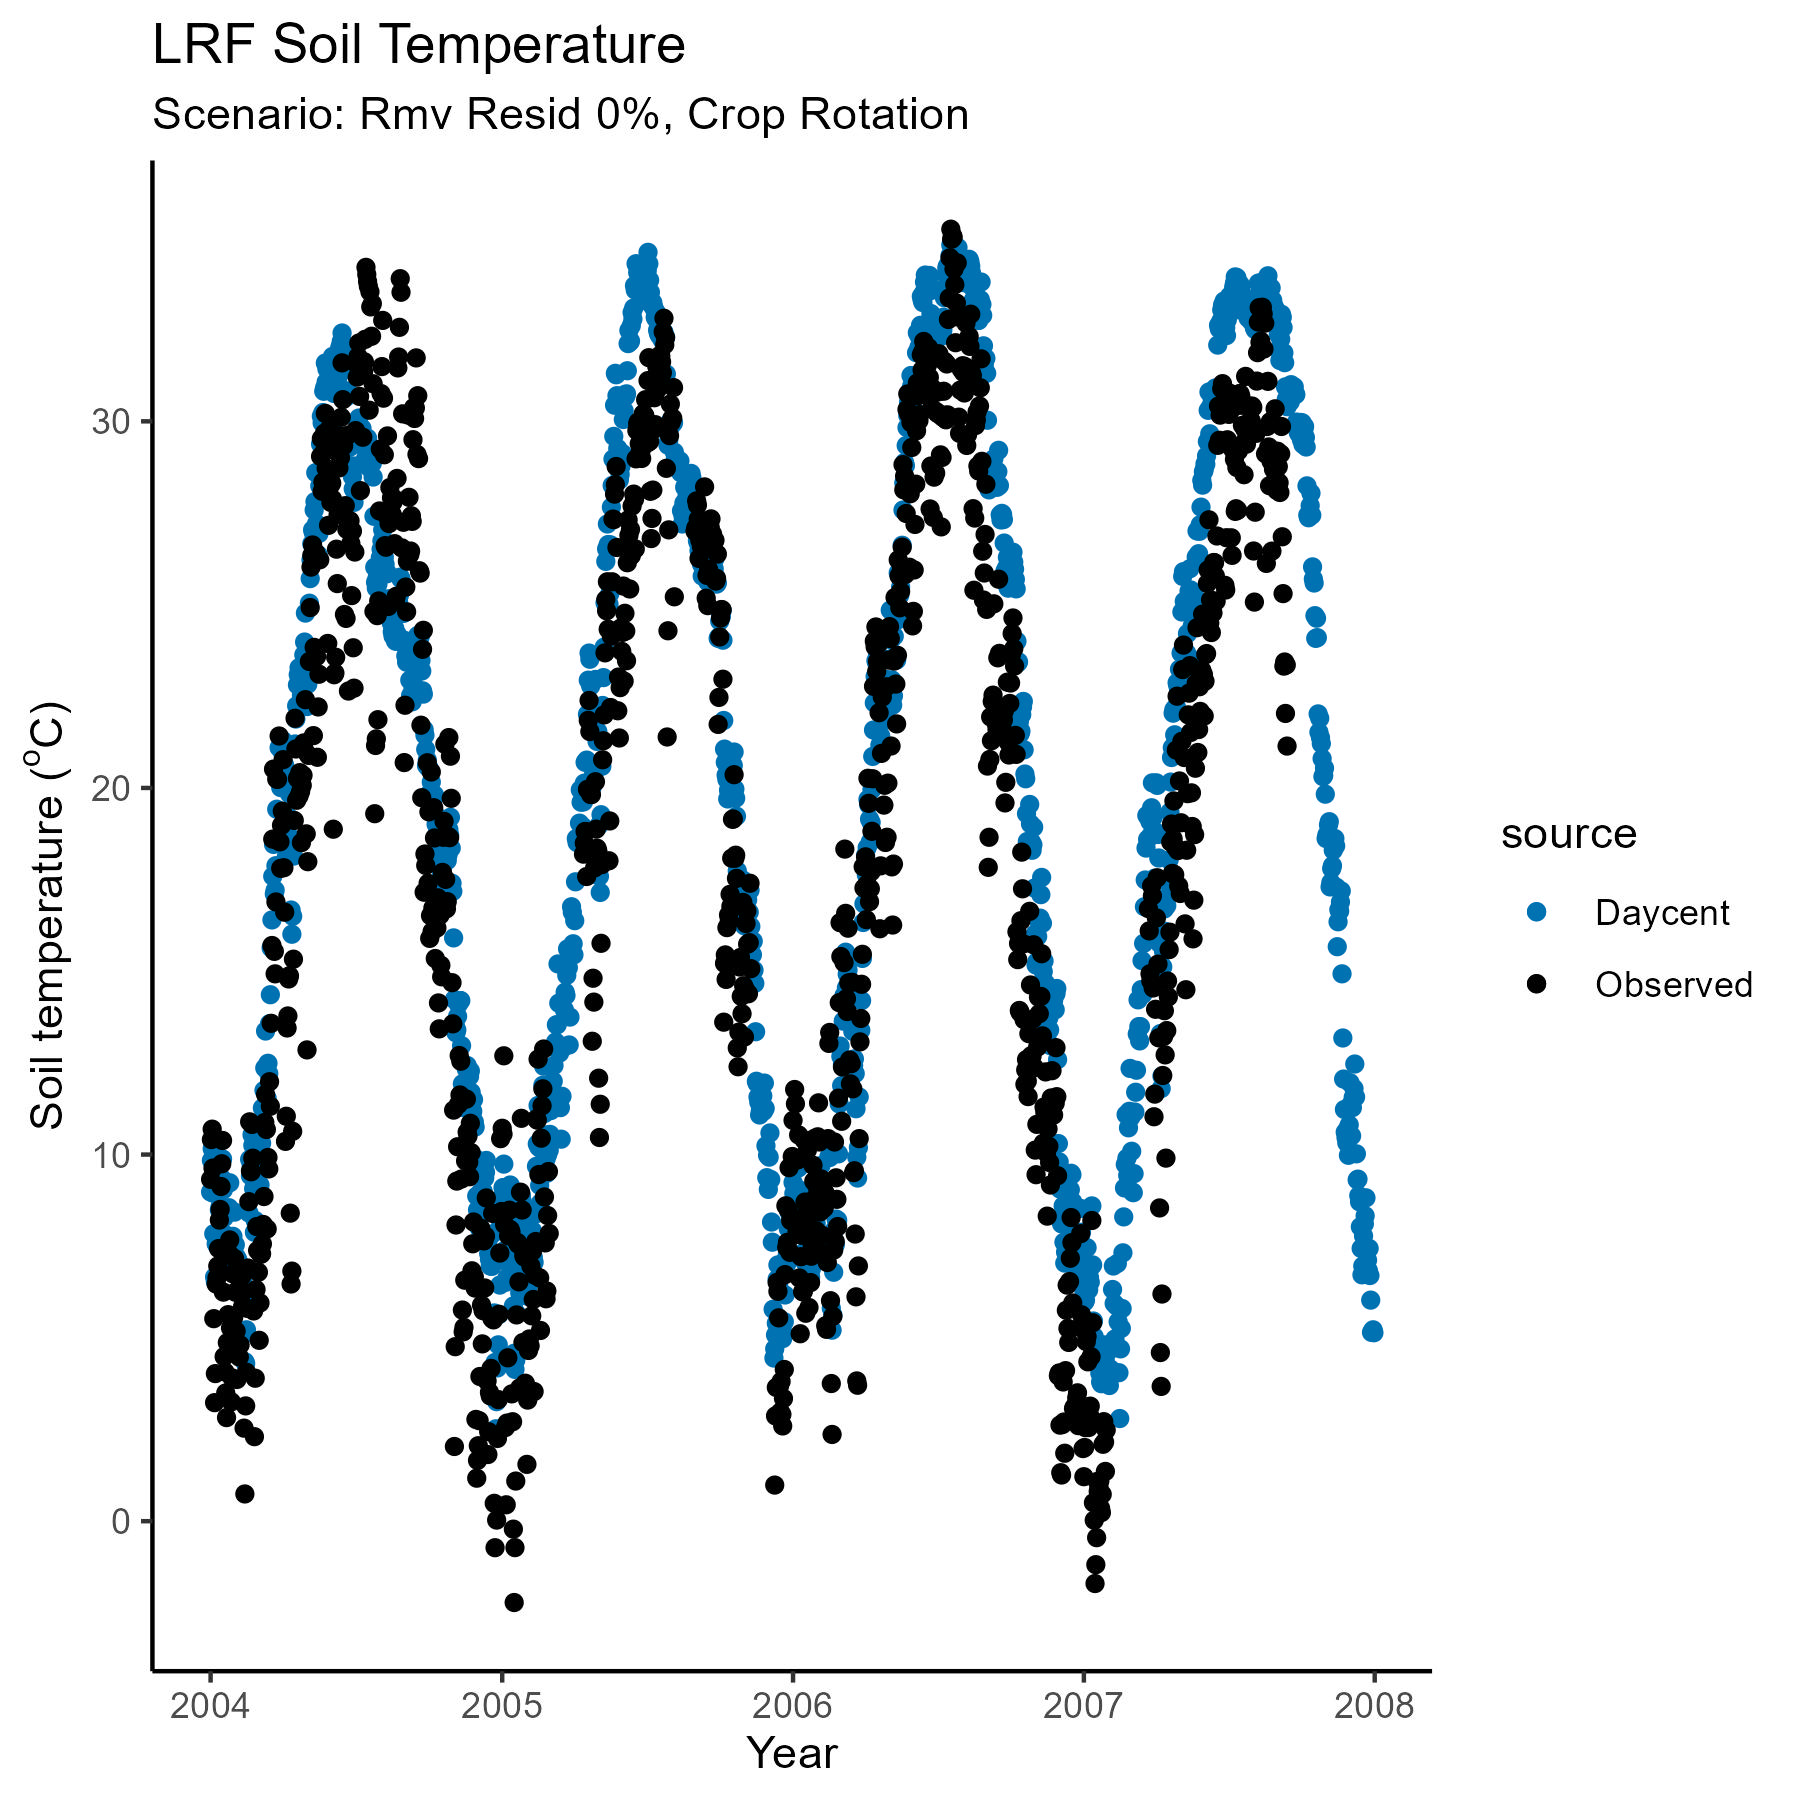 LRF Soil Temperature
Scenario: Rmv Resid 0%, Crop Rotation
Soil temperature (°C)
30
20
10
0
2004 2005 2006 2007 2008
Year
source
Daycent
Observed